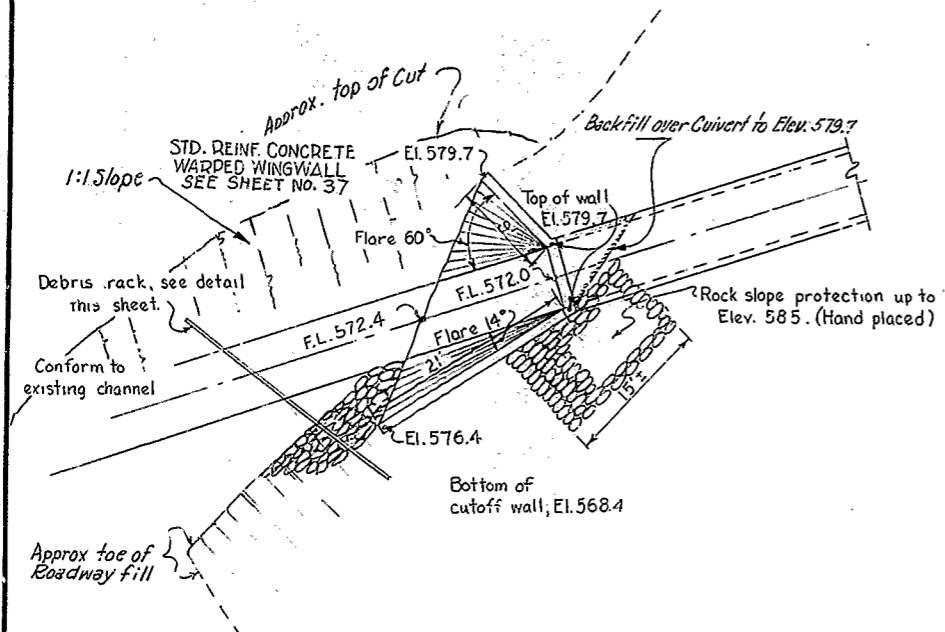 Approx. top of Cut
STD. REINF. CONCRETE
WARPED WINGWALL
SEE SHEET NO. 37
El. 579.7
Backfill over Culvert to Elev. 579.7
1:1 Slope
Top of wall
El. 579.7
Flare 60°
Debris rack, see detail
This sheet.
F.L. 572.0
F.L. 572.4
Flare 14°
21'
Rock slope protection up to
Elev. 585. (Hand placed)
Conform to
existing channel
15'±
El. 576.4
Bottom of
cutoff wall, El. 568.4
Approx toe of
Roadway fill